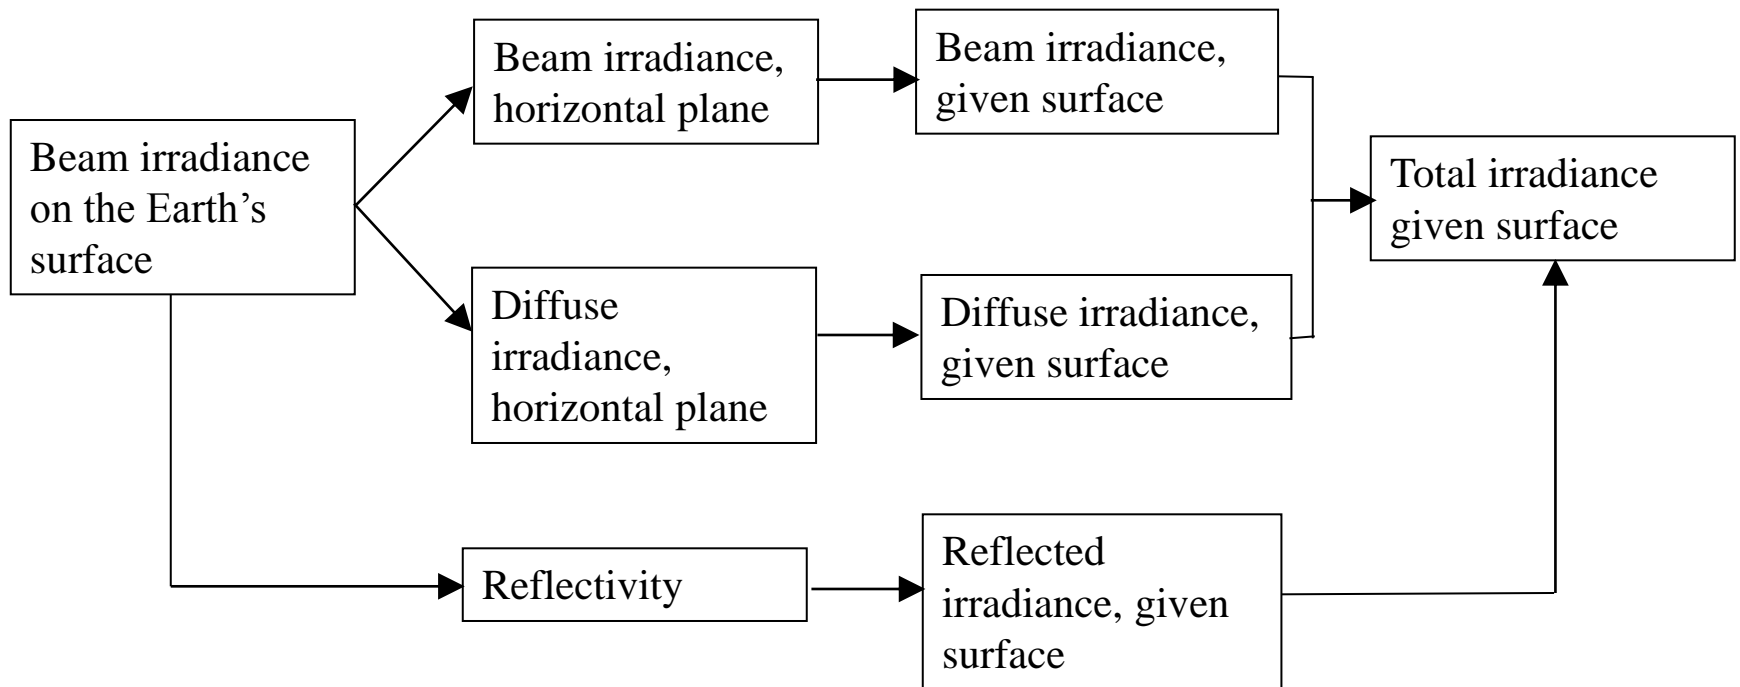 Beam irradiance
on the Earth’s
surface
Beam irradiance,
horizontal plane
Beam irradiance,
given surface
Diffuse
irradiance,
horizontal plane
Diffuse irradiance,
given surface
Total irradiance
given surface
Reflectivity
Reflected
irradiance, given
surface